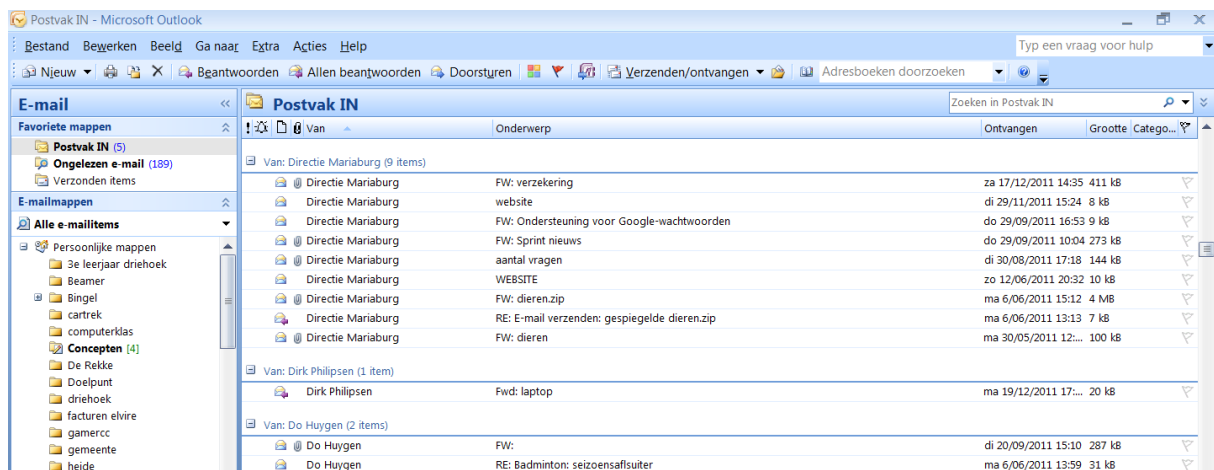 Postvak IN - Microsoft Outlook
Bestand Bewerken Beeld Ga naar Extra Acties Help
Typ een vraag voor hulp
Nieuw Beantwoorden Allen beantwoorden Doorsturen Verzenden/ontvangen Adresboeken doorzoeken
E-mail
Favoriete mappen
Postvak IN (5)
Ongelezen e-mail (189)
Verzonden items
E-mailmappen
Alle e-mailitems
Persoonlijke mappen
3e leerjaar driehoek
Beamer
Bingel
cartrek
computerklas
Concepten [4]
De Rekke
Doelpunt
driehoek
facturen elvire
gamercc
gemeente
heide
Postvak IN
Zoeken in Postvak IN
Van Onderwerp Ontvangen Grootte Catego...
Van: Directie Mariaburg (9 items)
Directie Mariaburg FW: verzekering za 17/12/2011 14:35 411 kB
Directie Mariaburg website di 29/11/2011 15:24 8 kB
Directie Mariaburg FW: Ondersteuning voor Google-wachtwoorden do 29/09/2011 16:53 9 kB
Directie Mariaburg FW: Sprint nieuws do 29/09/2011 10:04 273 kB
Directie Mariaburg aantal vragen di 30/08/2011 17:18 144 kB
Directie Mariaburg WEBSITE zo 12/06/2011 20:32 10 kB
Directie Mariaburg FW: dieren.zip ma 6/06/2011 15:12 4 MB
Directie Mariaburg RE: E-mail verzenden: gespiegelde dieren.zip ma 6/06/2011 13:13 7 kB
Directie Mariaburg FW: dieren ma 30/05/2011 12:... 100 kB
Van: Dirk Philipsen (1 item)
Dirk Philipsen Fwd: laptop ma 19/12/2011 17:... 20 kB
Van: Do Huygen (2 items)
Do Huygen FW: di 20/09/2011 15:10 287 kB
Do Huygen RE: Badminton: seizoensaflsuiter ma 6/06/2011 13:59 31 kB